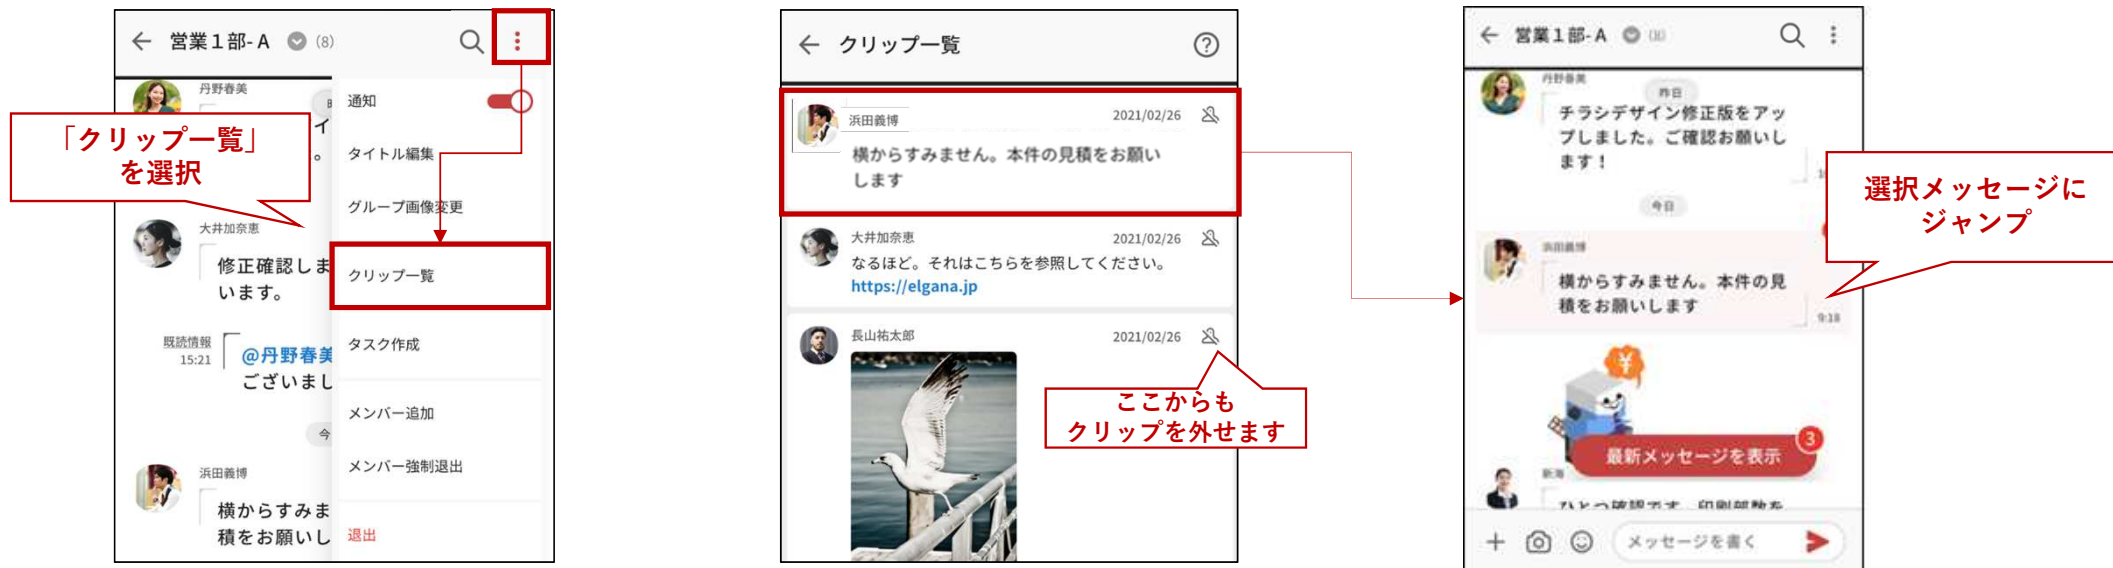 営業1部- A (8)
丹野春美
イ
。
「クリップ一覧」
を選択
大井加奈恵
修正確認しま
います。
既読情報
15:21
@丹野春美
ございまし
今
浜田義博
横からすみま
積をお願いし
通知
タイトル編集
グループ画像変更
クリップ一覧
タスク作成
メンバー追加
メンバー強制退出
退出
クリップ一覧
浜田義博
2021/02/26
横からすみません。本件の見積をお願い
します
大井加奈恵
2021/02/26
なるほど。それはこちらを参照してください。
https://elgana.jp
長山祐太郎
2021/02/26
ここからも
クリップを外せます
営業1部- A
丹野春美
昨日
チラシデザイン修正版をアッ
プしました。ご確認お願いし
ます！
今日
浜田義博
横からすみません。本件の見
積をお願いします
9:18
選択メッセージに
ジャンプ
3
最新メッセージを表示
ひとつ確認です。印刷部数を
メッセージを書く